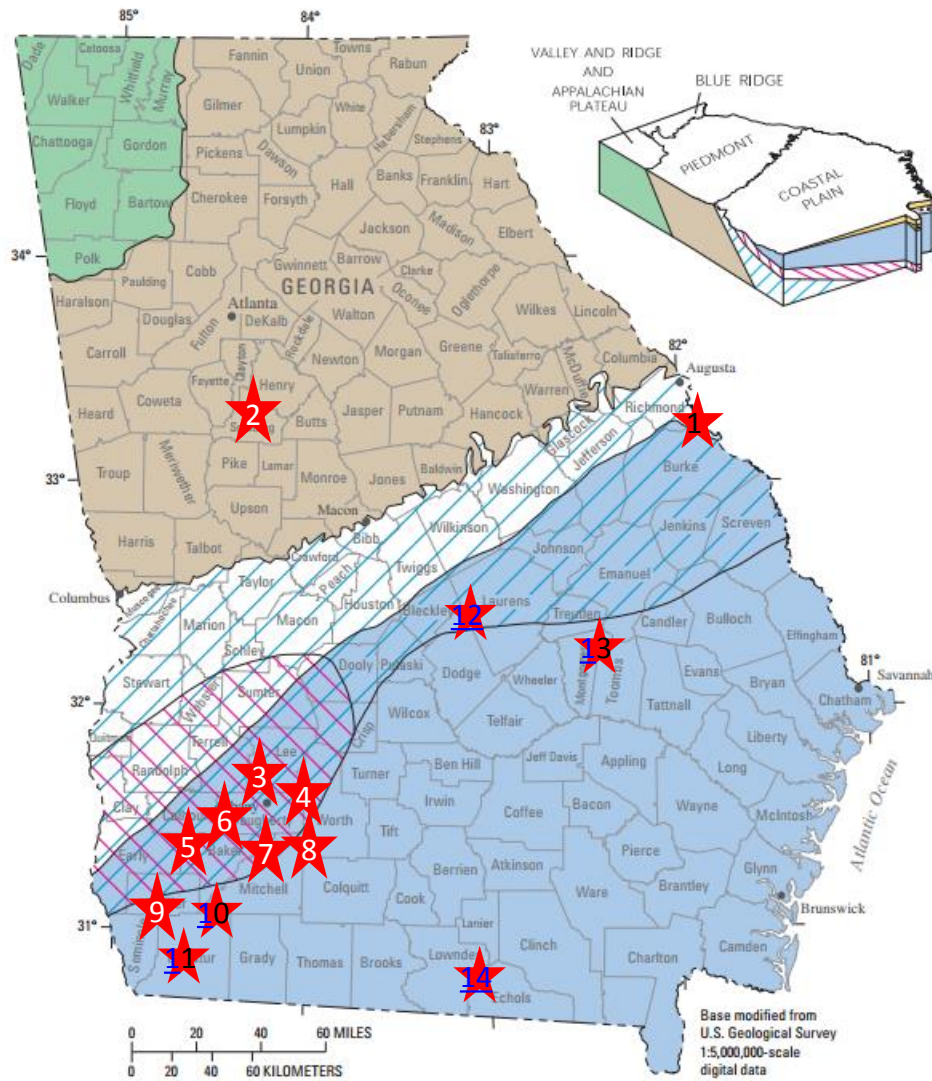 85°
84°
83°
VALLEY AND RIDGE
AND
APPALACHIAN
PLATEAU
BLUE RIDGE
PIEDMONT
COASTAL
PLAIN
Dade
Catoosa
Whitfield
Murray
Fannin
Towns
Union
Rabun
Walker
Gilmer
White
Habersham
Lumpkin
Stephens
Chattooga
Gordon
Pickens
Dawson
Hall
Banks
Franklin
Hart
Floyd
Bartow
Cherokee
Forsyth
Jackson
Madison
Elbert
34°
Polk
Cobb
Gwinnett
Barrow
Clarke
Oconee
Oglethorpe
Paulding
GEORGIA
Haralson
Atlanta
DeKalb
Walton
Wilkes
Lincoln
Douglas
Fulton
Rockdale
82°
Carroll
Clayton
Newton
Morgan
Greene
Taliaferro
McDuffie
Columbia
Augusta
Fayette
Henry
Warren
Richmond
Heard
Coweta
2
Butts
Jasper
Putnam
Hancock
Glascock
1
Jefferson
Burke
33°
Troup
Meriwether
Pike
Lamar
Monroe
Jones
Baldwin
Washington
Upson
Macon
Wilkinson
Jenkins
Screven
Harris
Talbot
Bibb
Crawford
Johnson
Columbus
Muscogee
Taylor
Peach
Twiggs
Emanuel
Chattahoochee
Marion
Macon
Houston
Bleckley
12
Laurens
Treutlen
Candler
Bulloch
Effingham
Schley
13
81°
Stewart
Webster
Sumter
Dooly
Pulaski
Dodge
Wheeler
Toombs
Evans
Bryan
Savannah
32°
Tattnall
Chatham
Quitman
Terrell
Lee
Crisp
Wilcox
Telfair
Randolph
Liberty
3
Turner
Ben Hill
Jeff Davis
Appling
Long
Clay
4
Irwin
Coffee
Bacon
Wayne
McIntosh
6
Worth
Tift
5
Early
Baker
7
8
Pierce
Atlantic Ocean
Mitchell
Colquitt
Berrien
Atkinson
Glynn
9
10
Cook
Ware
Brantley
Brunswick
31°
Lanier
11
Grady
Thomas
Brooks
Clinch
Charlton
Camden
14
Echols
Base modified from
U.S. Geological Survey
1:5,000,000-scale
digital data
0 20 40 60 MILES
0 20 40 60 KILOMETERS